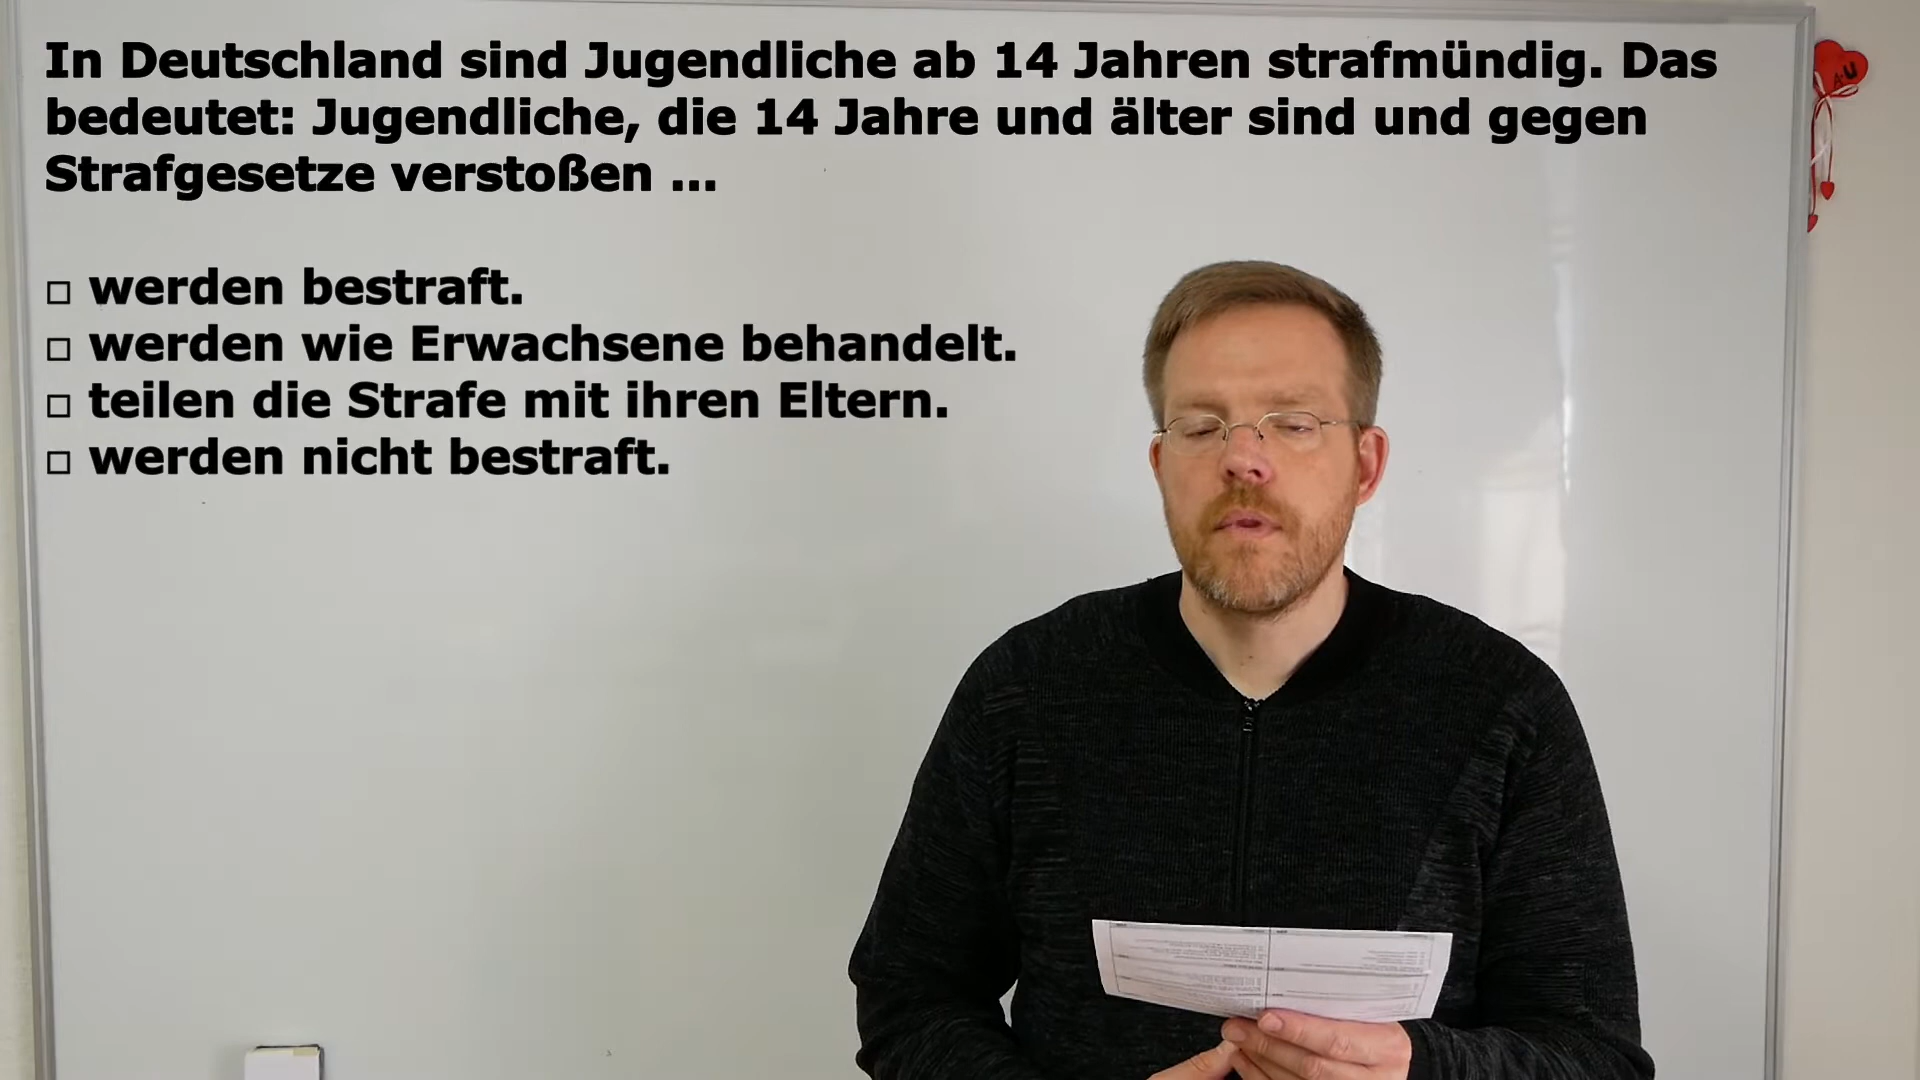 In Deutschland sind Jugendliche ab 14 Jahren strafmündig. Das
bedeutet: Jugendliche, die 14 Jahre und älter sind und gegen
Strafgesetze verstoßen ...
□ werden bestraft.
□ werden wie Erwachsene behandelt.
□ teilen die Strafe mit ihren Eltern.
□ werden nicht bestraft.